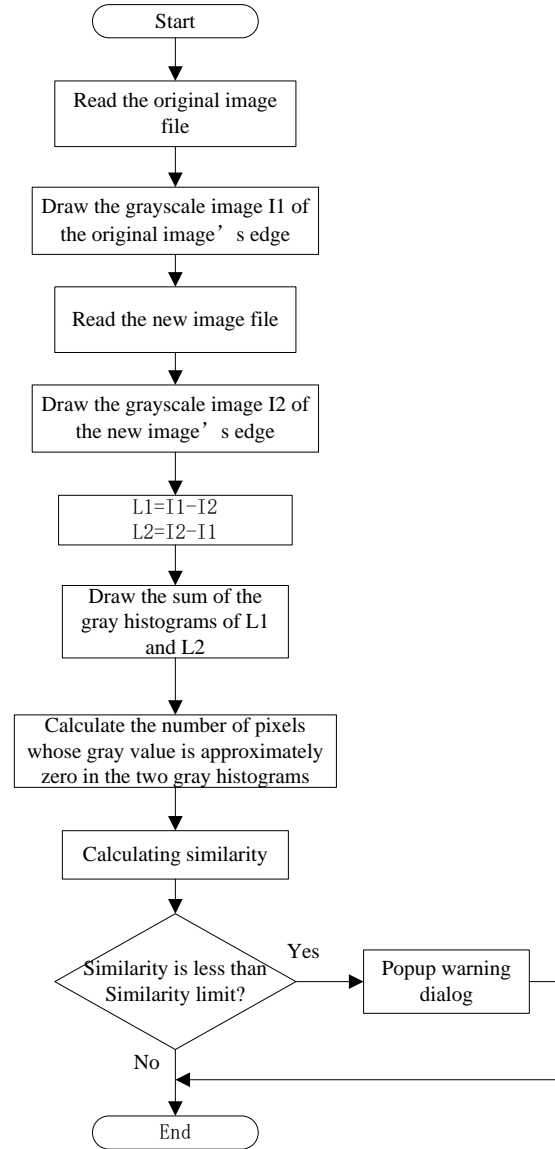 Start
Read the original image
file
Draw the grayscale image I1 of
the original image’s edge
Read the new image file
Draw the grayscale image I2 of
the new image’s edge
L1=I1-I2
L2=I2-I1
Draw the sum of the
gray histograms of L1
and L2
Calculate the number of pixels
whose gray value is approximately
zero in the two gray histograms
Calculating similarity
Similarity is less than
Similarity limit?
Yes
Popup warning
dialog
No
End